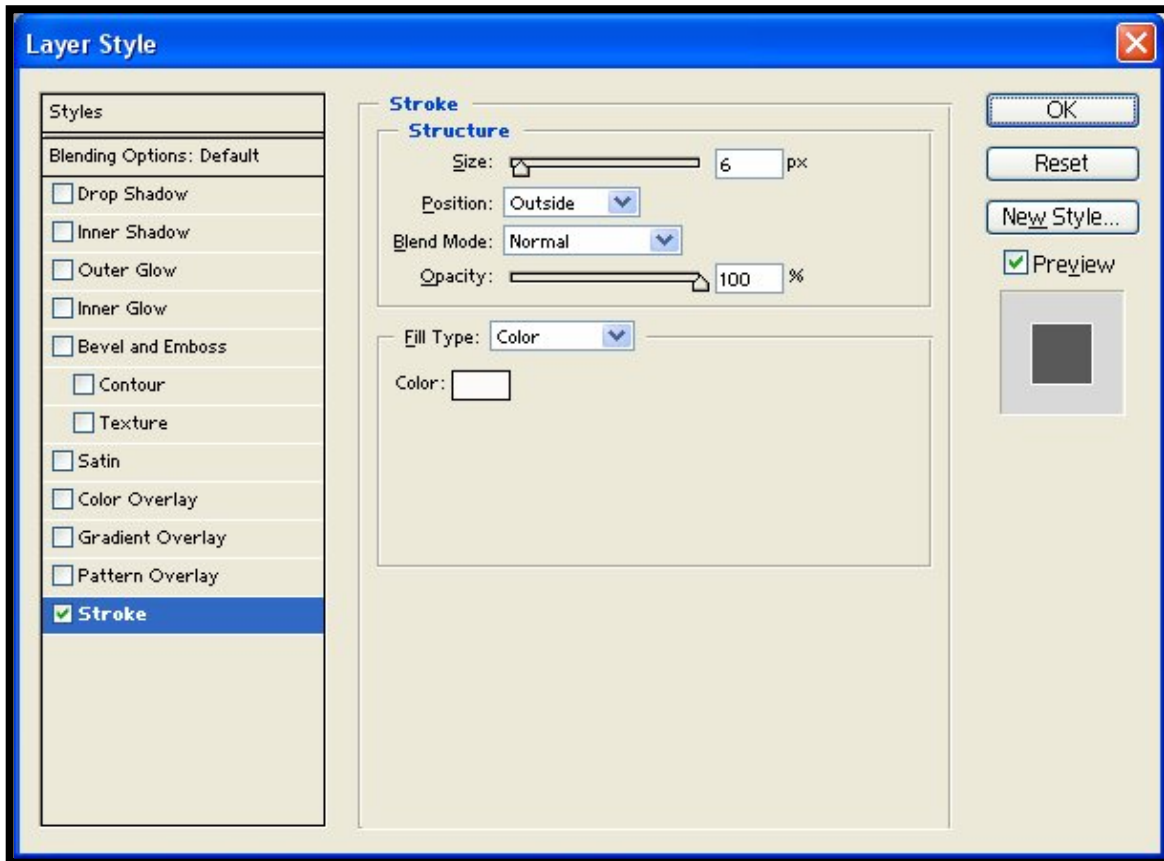 Layer Style
Styles
Blending Options: Default
Drop Shadow
Inner Shadow
Outer Glow
Inner Glow
Bevel and Emboss
Contour
Texture
Satin
Color Overlay
Gradient Overlay
Pattern Overlay
Stroke
Stroke
Structure
Size: 6 px
Position: Outside
Blend Mode: Normal
Opacity: 100 %
Fill Type: Color
Color:
OK
Reset
New Style...
Preview